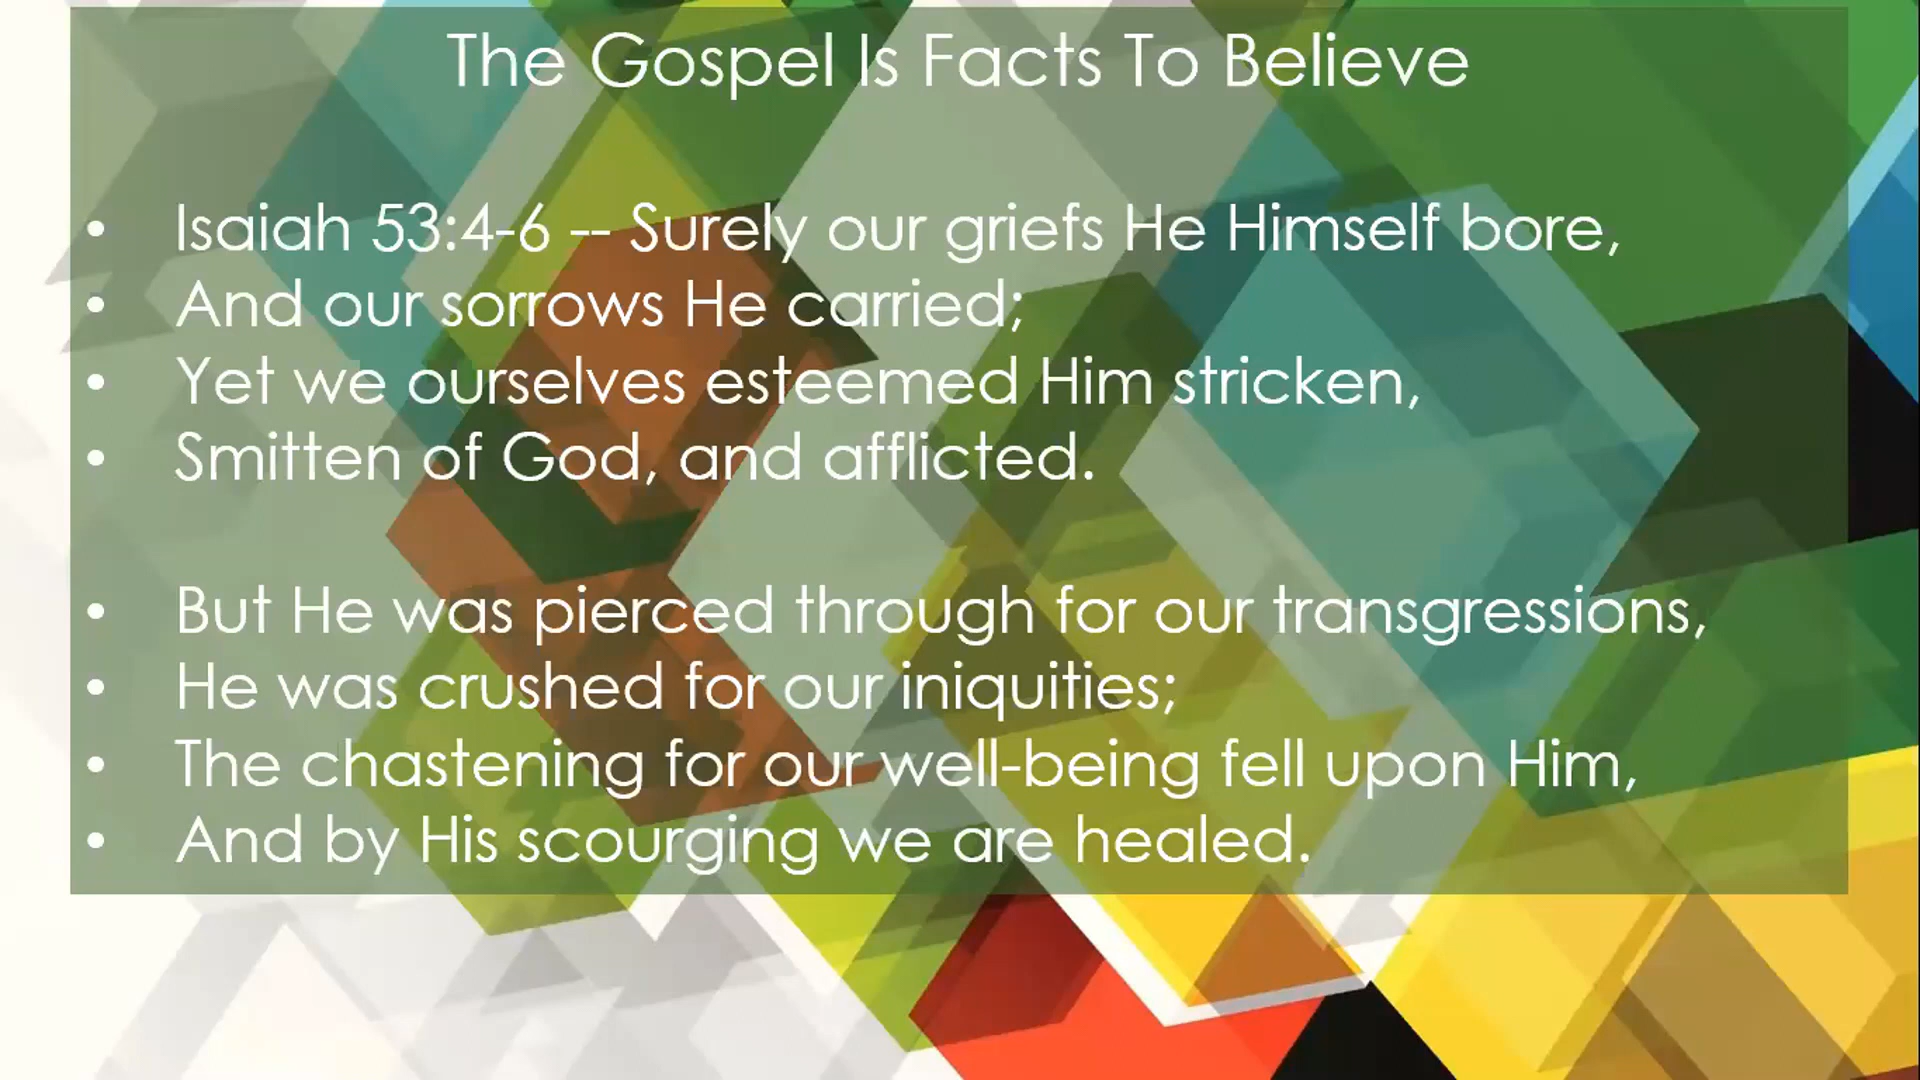 The Gospel Is Facts To Believe
• Isaiah 53:4-6 -- Surely our griefs He Himself bore,
• And our sorrows He carried;
• Yet we ourselves esteemed Him stricken,
• Smitten of God, and afflicted.
• But He was pierced through for our transgressions,
• He was crushed for our iniquities;
• The chastening for our well-being fell upon Him,
• And by His scourging we are healed.